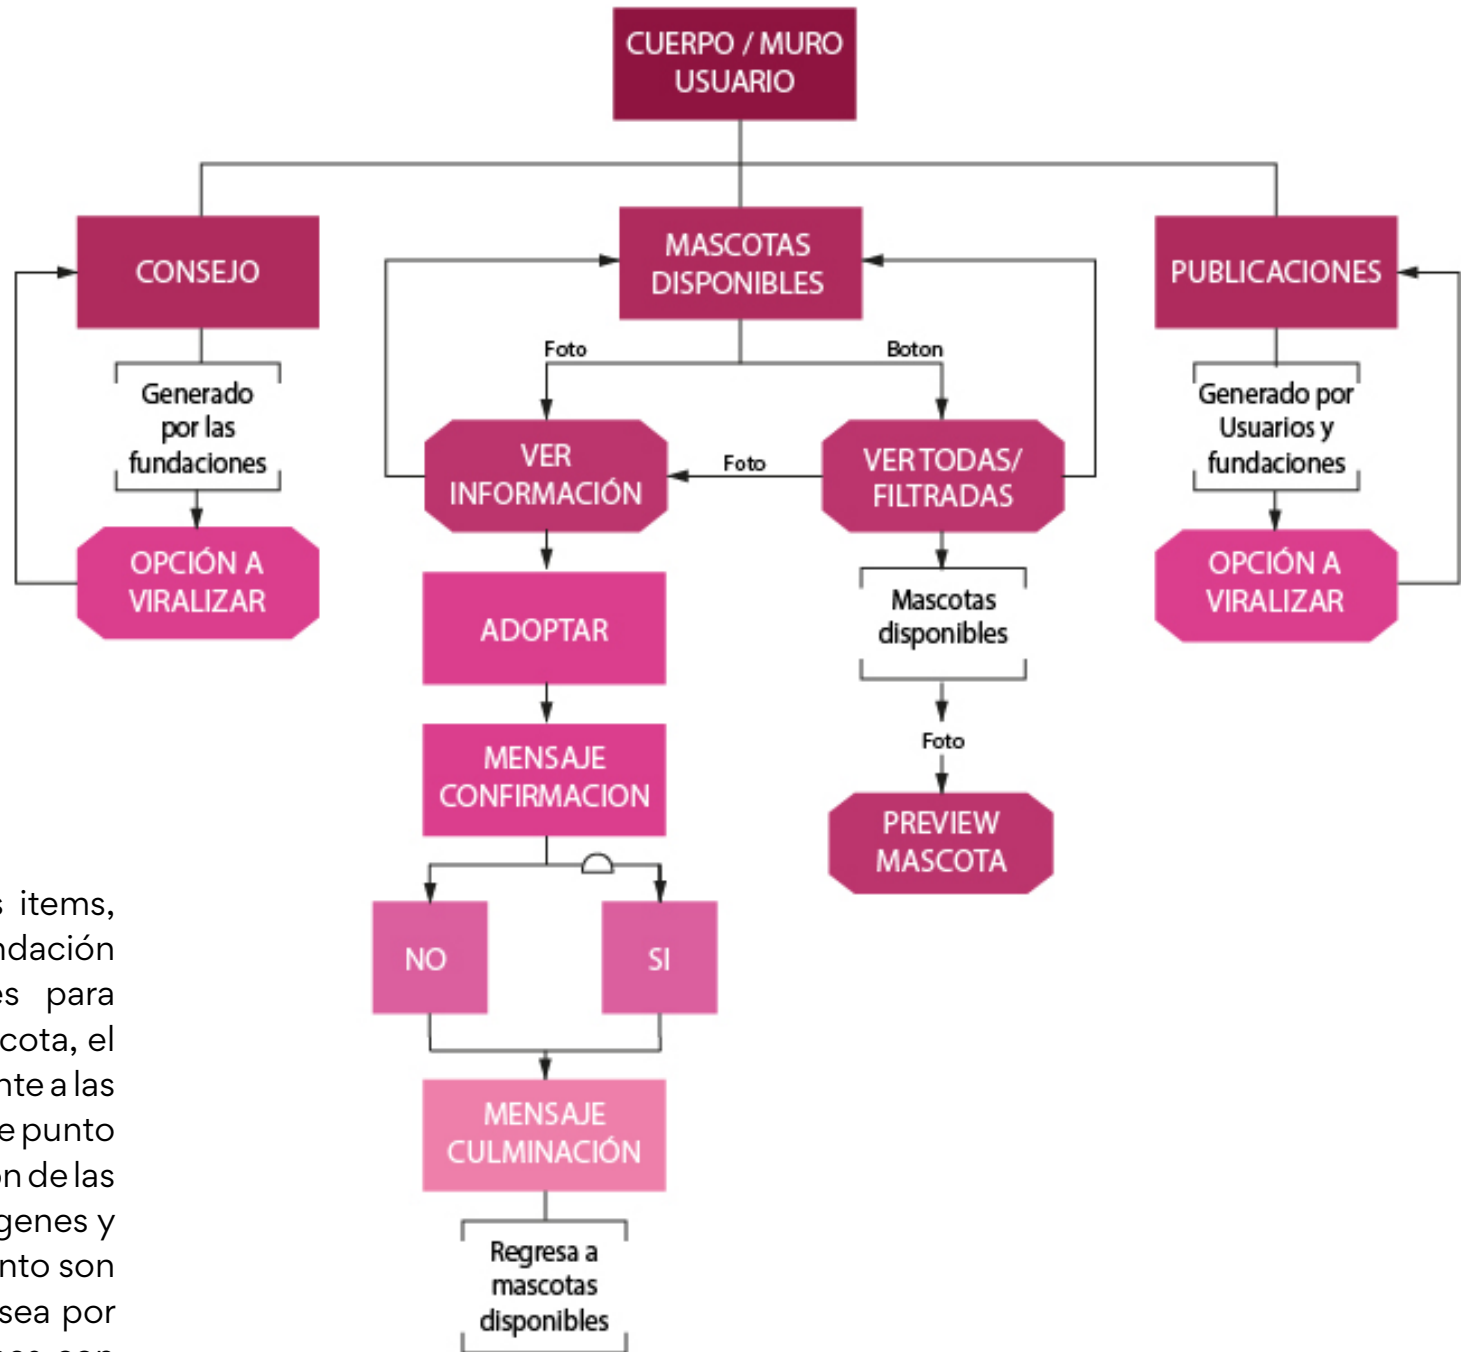 CUERPO / MURO
USUARIO
CONSEJO
MASCOTAS
DISPONIBLES
PUBLICACIONES
Foto
Boton
Generado
por las
fundaciones
Generado por
Usuarios y
fundaciones
VER
INFORMACIÓN
Foto
VER TODAS/
FILTRADAS
OPCIÓN A
VIRALIZAR
OPCIÓN A
VIRALIZAR
ADOPTAR
Mascotas
disponibles
MENSAJE
CONFIRMACION
Foto
PREVIEW
MASCOTA
NO
SI
MENSAJE
CULMINACIÓN
Regresa a
mascotas
disponibles
s items,
ndación
es para
cota, el
nte a las
e punto
ón de las
genes y
nto son
sea por